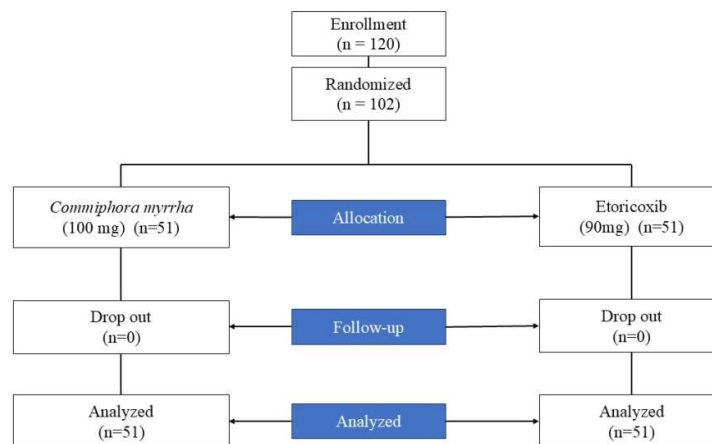 Enrollment
(n = 120)
Randomized
(n = 102)
Commiphora myrrha
(100 mg) (n=51)
Allocation
Etoricoxib
(90mg) (n=51)
Drop out
(n=0)
Follow-up
Drop out
(n=0)
Analyzed
(n=51)
Analyzed
Analyzed
(n=51)